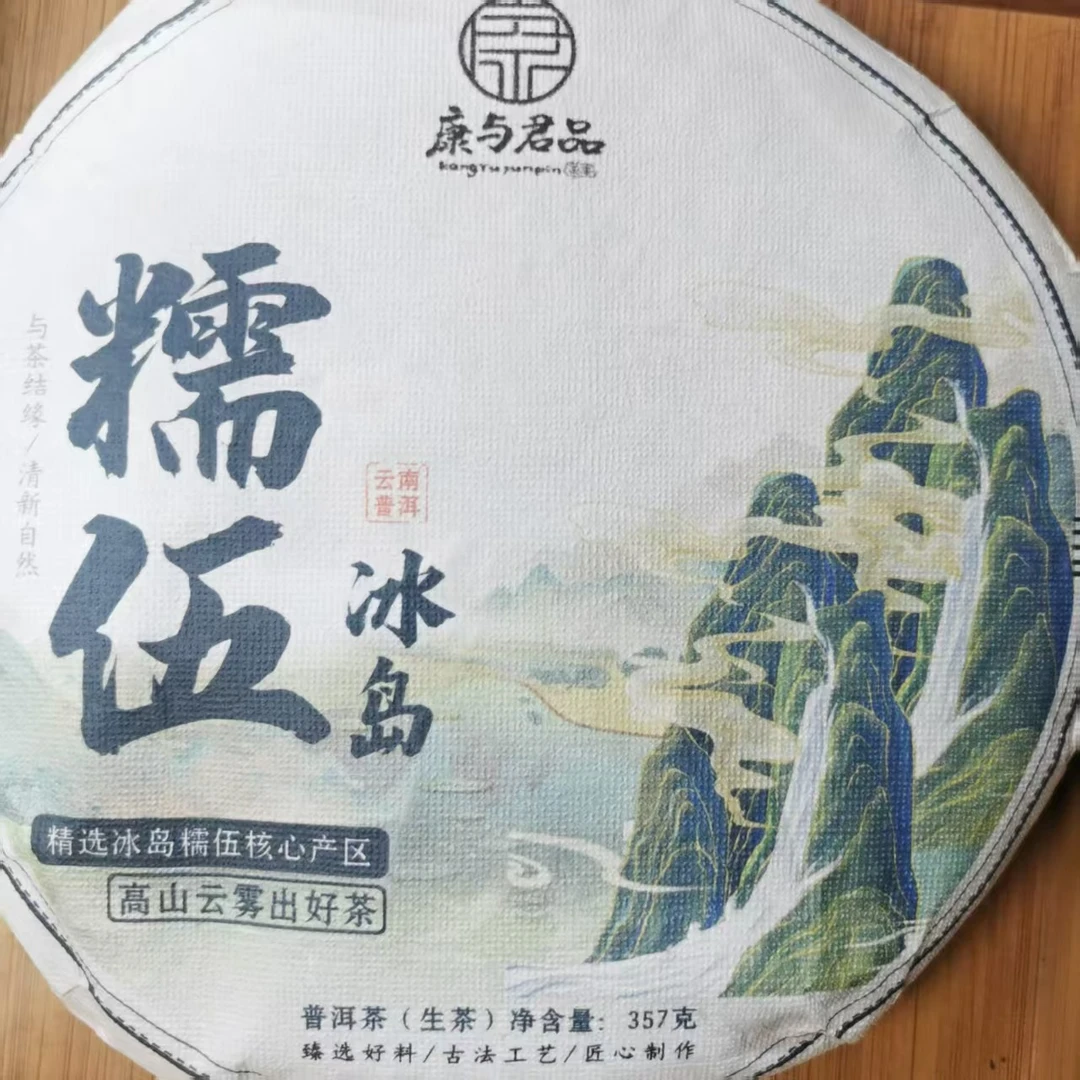 康与君品
KangYuJunpin
糯伍
冰岛
与茶结缘/清新自然
云南
普洱
精选冰岛糯伍核心产区
高山云雾出好茶
普洱茶（生茶）净含量：357克
臻选好料/古法工艺/匠心制作